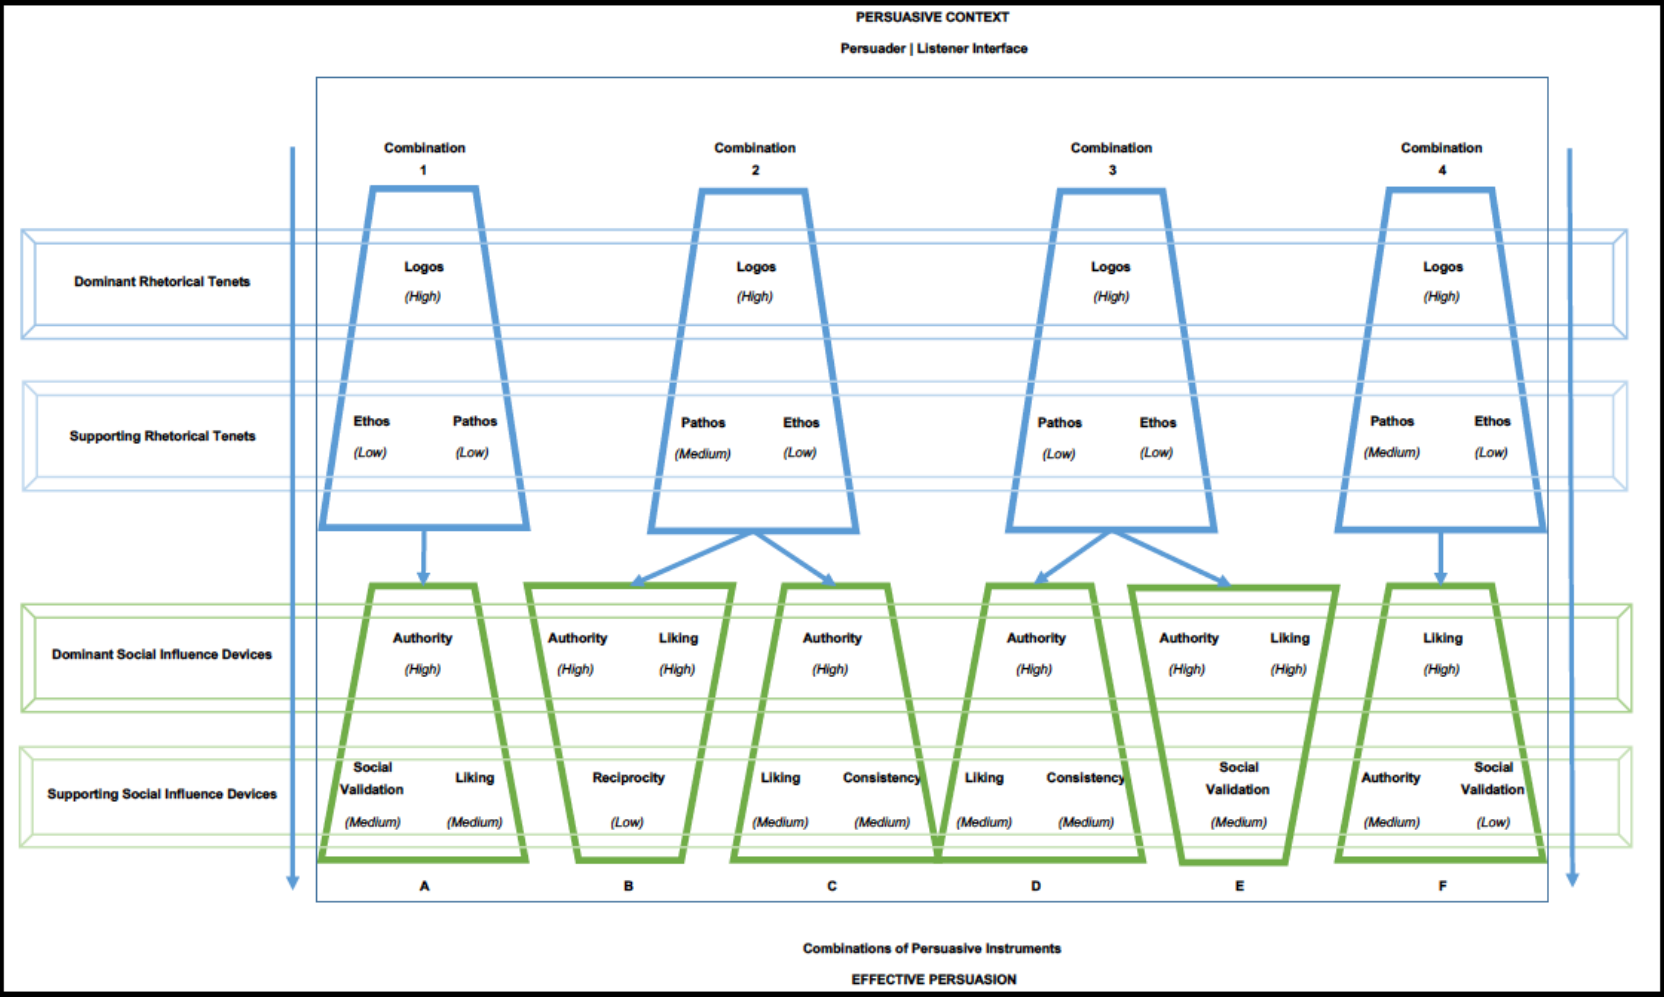 PERSUASIVE CONTEXT
Persuader | Listener Interface
Combination 1
Combination 2
Combination 3
Combination 4
Dominant Rhetorical Tenets
Logos
(High)
Logos
(High)
Logos
(High)
Logos
(High)
Supporting Rhetorical Tenets
Ethos
(Low)
Pathos
(Low)
Pathos
(Medium)
Ethos
(Low)
Pathos
(Low)
Ethos
(Low)
Pathos
(Medium)
Ethos
(Low)
Dominant Social Influence Devices
Authority
(High)
Authority
(High)
Liking
(High)
Authority
(High)
Authority
(High)
Authority
(High)
Liking
(High)
Liking
(High)
Supporting Social Influence Devices
Social
Validation
(Medium)
Liking
(Medium)
Reciprocity
(Low)
Liking
(Medium)
Consistency
(Medium)
Liking
(Medium)
Consistency
(Medium)
Social
Validation
(Medium)
Authority
(Medium)
Social
Validation
(Low)
A
B
C
D
E
F
Combinations of Persuasive Instruments
EFFECTIVE PERSUASION